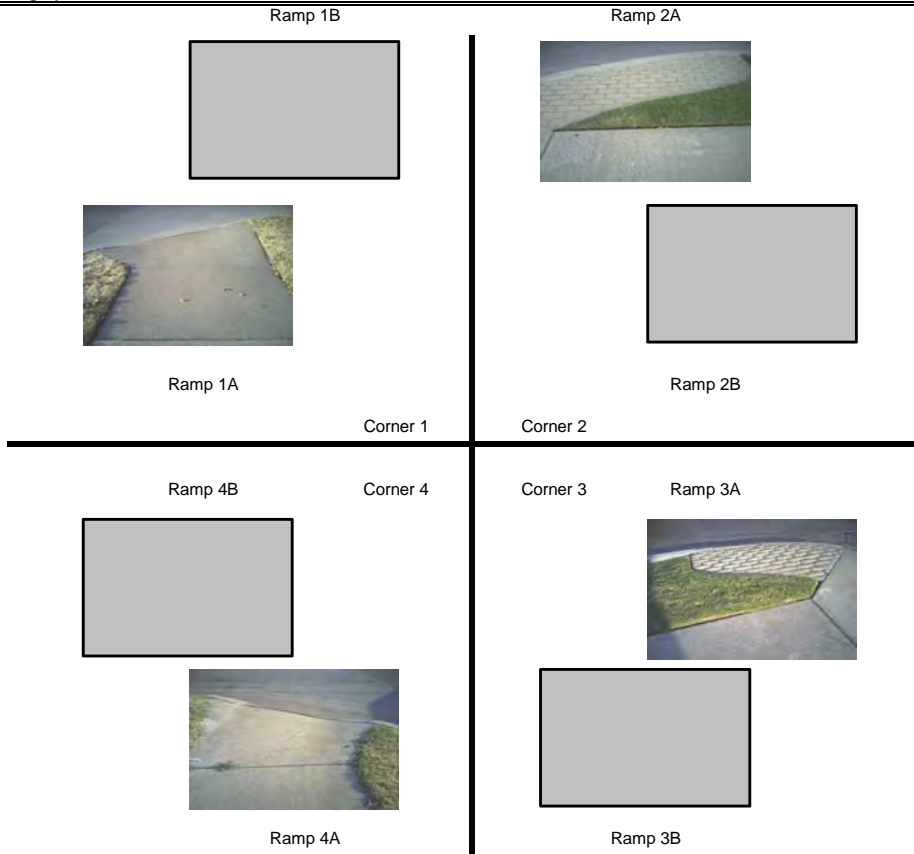 Ramp 1B
Ramp 2A
Ramp 1A
Ramp 2B
Corner 1
Corner 2
Ramp 4B
Corner 4
Corner 3
Ramp 3A
Ramp 4A
Ramp 3B